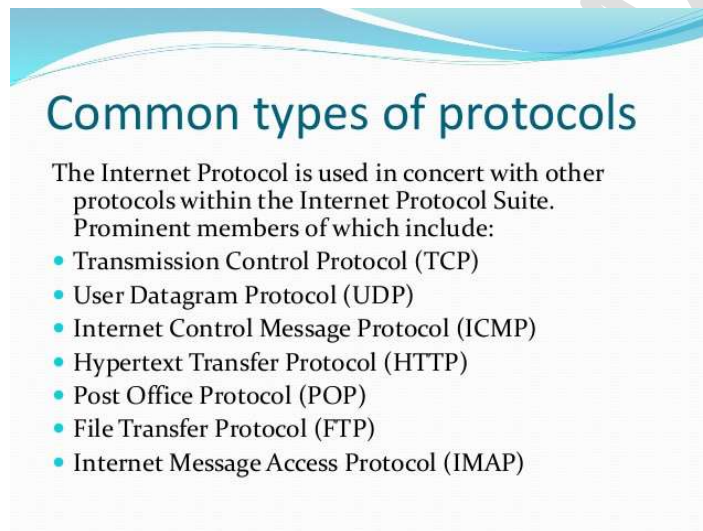 Common types of protocols
The Internet Protocol is used in concert with other
protocols within the Internet Protocol Suite.
Prominent members of which include:
• Transmission Control Protocol (TCP)
• User Datagram Protocol (UDP)
• Internet Control Message Protocol (ICMP)
• Hypertext Transfer Protocol (HTTP)
• Post Office Protocol (POP)
• File Transfer Protocol (FTP)
• Internet Message Access Protocol (IMAP)